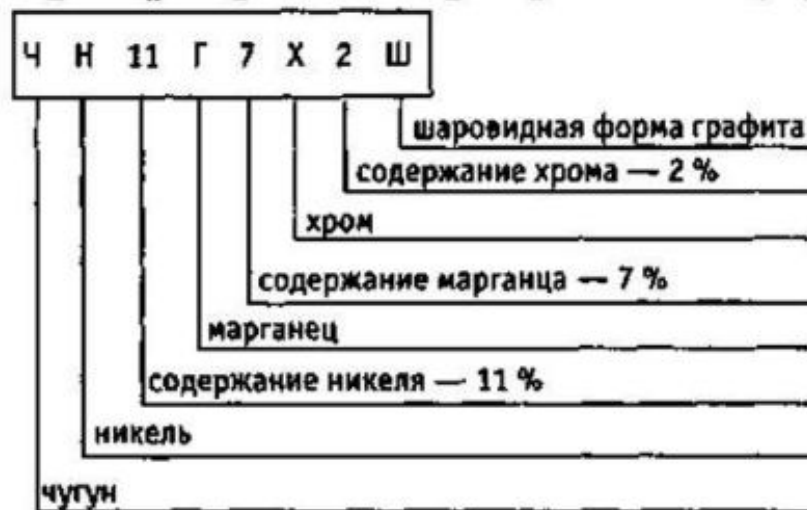 Ч Н 11 Г 7 Х 2 Ш
шаровидная форма графита
содержание хрома — 2 %
хром
содержание марганца — 7 %
марганец
содержание никеля — 11 %
никель
чугун